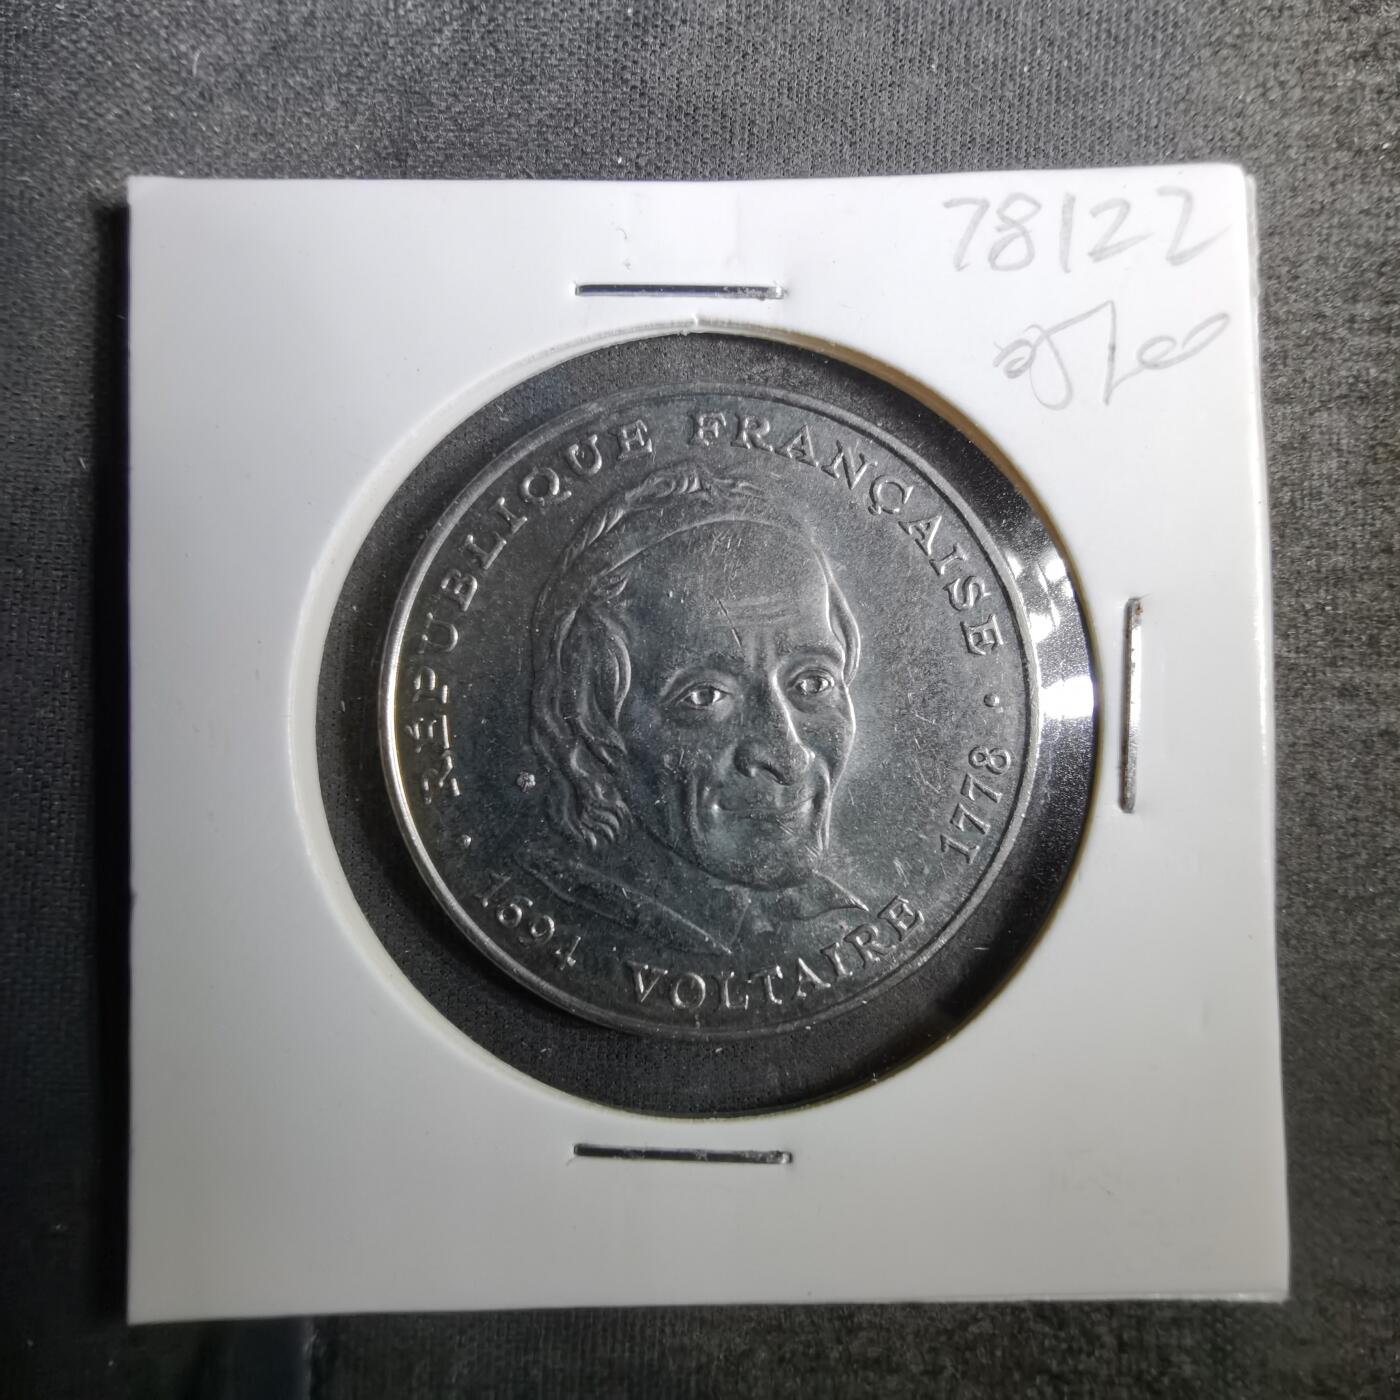 78122
· RÉPUBLIQUE FRANÇAISE ·
1694 VOLTAIRE 1778